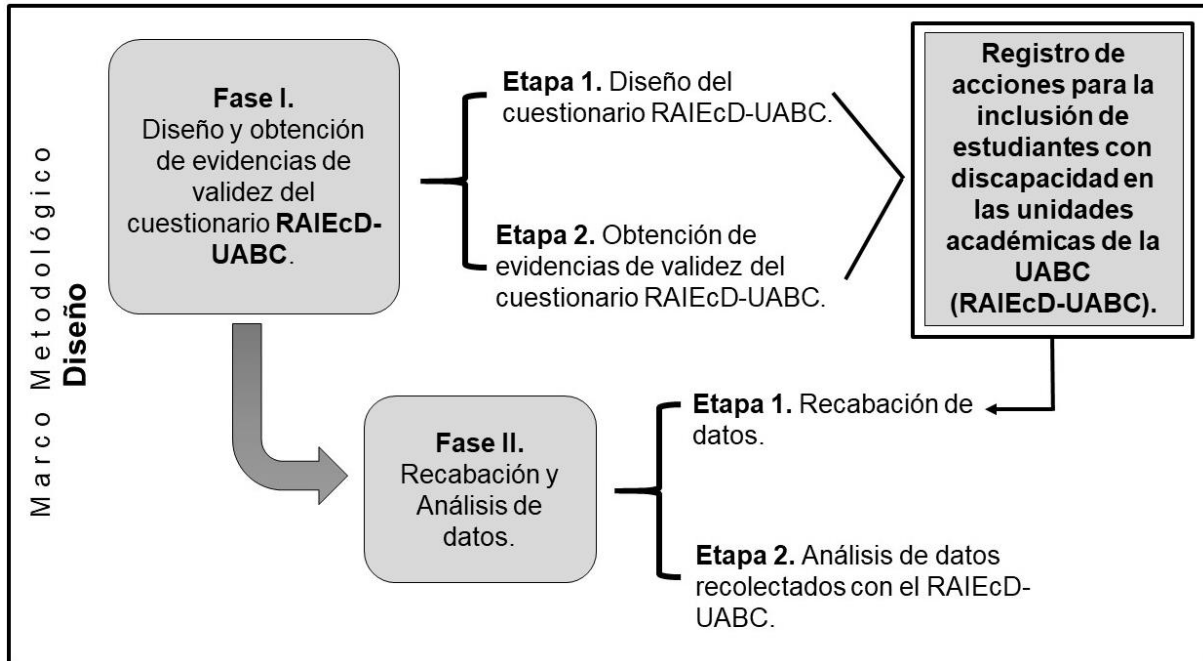 Marco Metodológico
Diseño
Fase I.
Diseño y obtención
de evidencias de
validez del
cuestionario RAIEcD-
UABC.
Etapa 1. Diseño del
cuestionario RAIEcD-UABC.
Etapa 2. Obtención de
evidencias de validez del
cuestionario RAIEcD-UABC.
Registro de
acciones para la
inclusión de
estudiantes con
discapacidad en
las unidades
académicas de la
UABC
(RAIEcD-UABC).
Fase II.
Recabación y
Análisis de
datos.
Etapa 1. Recabación de
datos.
Etapa 2. Análisis de datos
recolectados con el RAIEcD-
UABC.